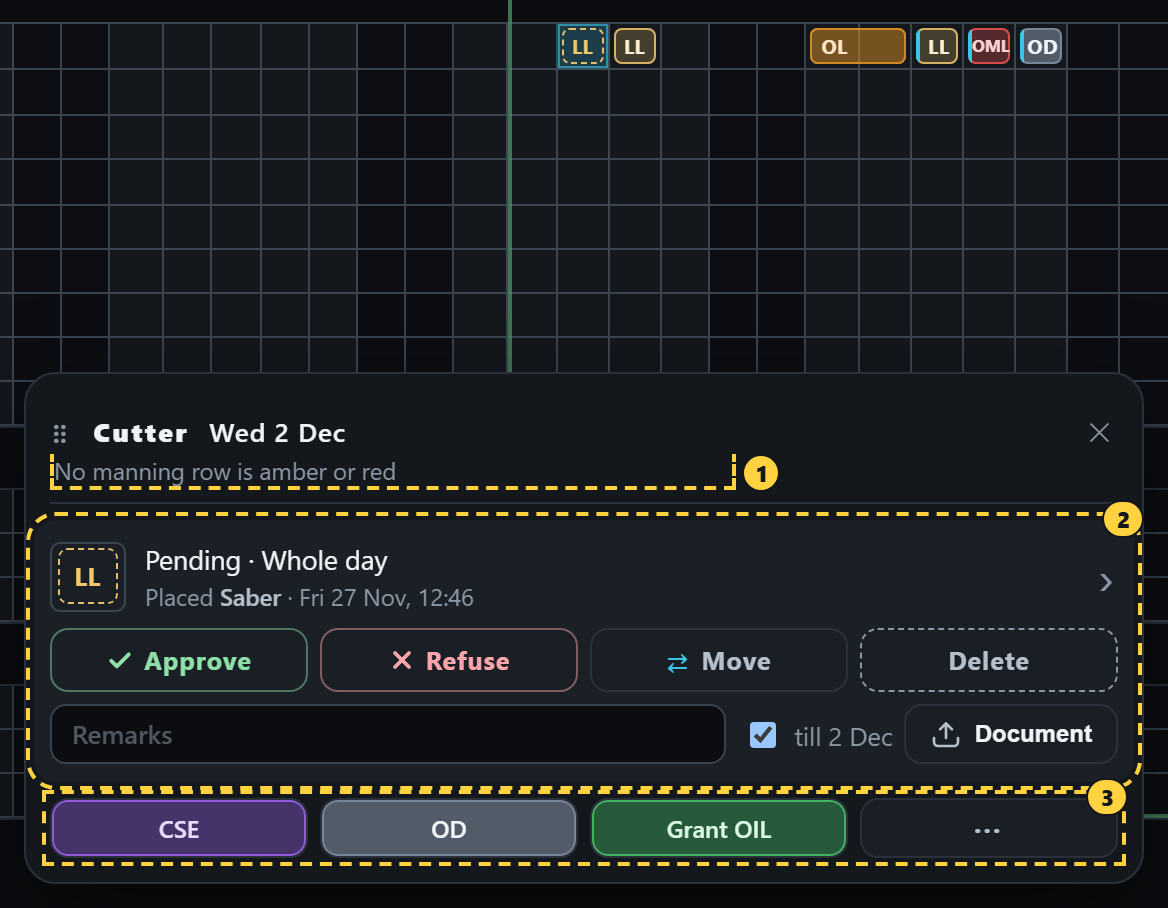 LL LL OL LL OML OD
Cutter Wed 2 Dec
No manning row is amber or red
1
2
LL
Pending · Whole day
Placed Saber · Fri 27 Nov, 12:46
Approve Refuse Move Delete
Remarks till 2 Dec Document
3
CSE OD Grant OIL ...